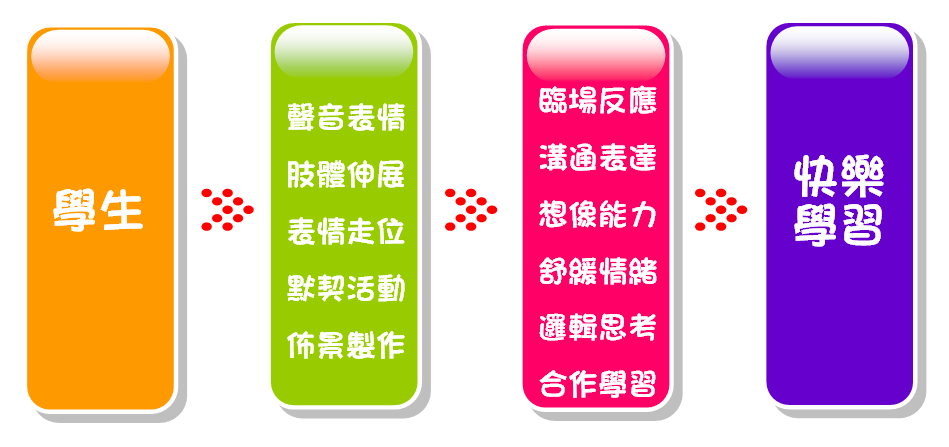 學生
聲音表情
肢體伸展
表情走位
默契活動
佈景製作
臨場反應
溝通表達
想像能力
舒緩情緒
邏輯思考
合作學習
快樂
學習